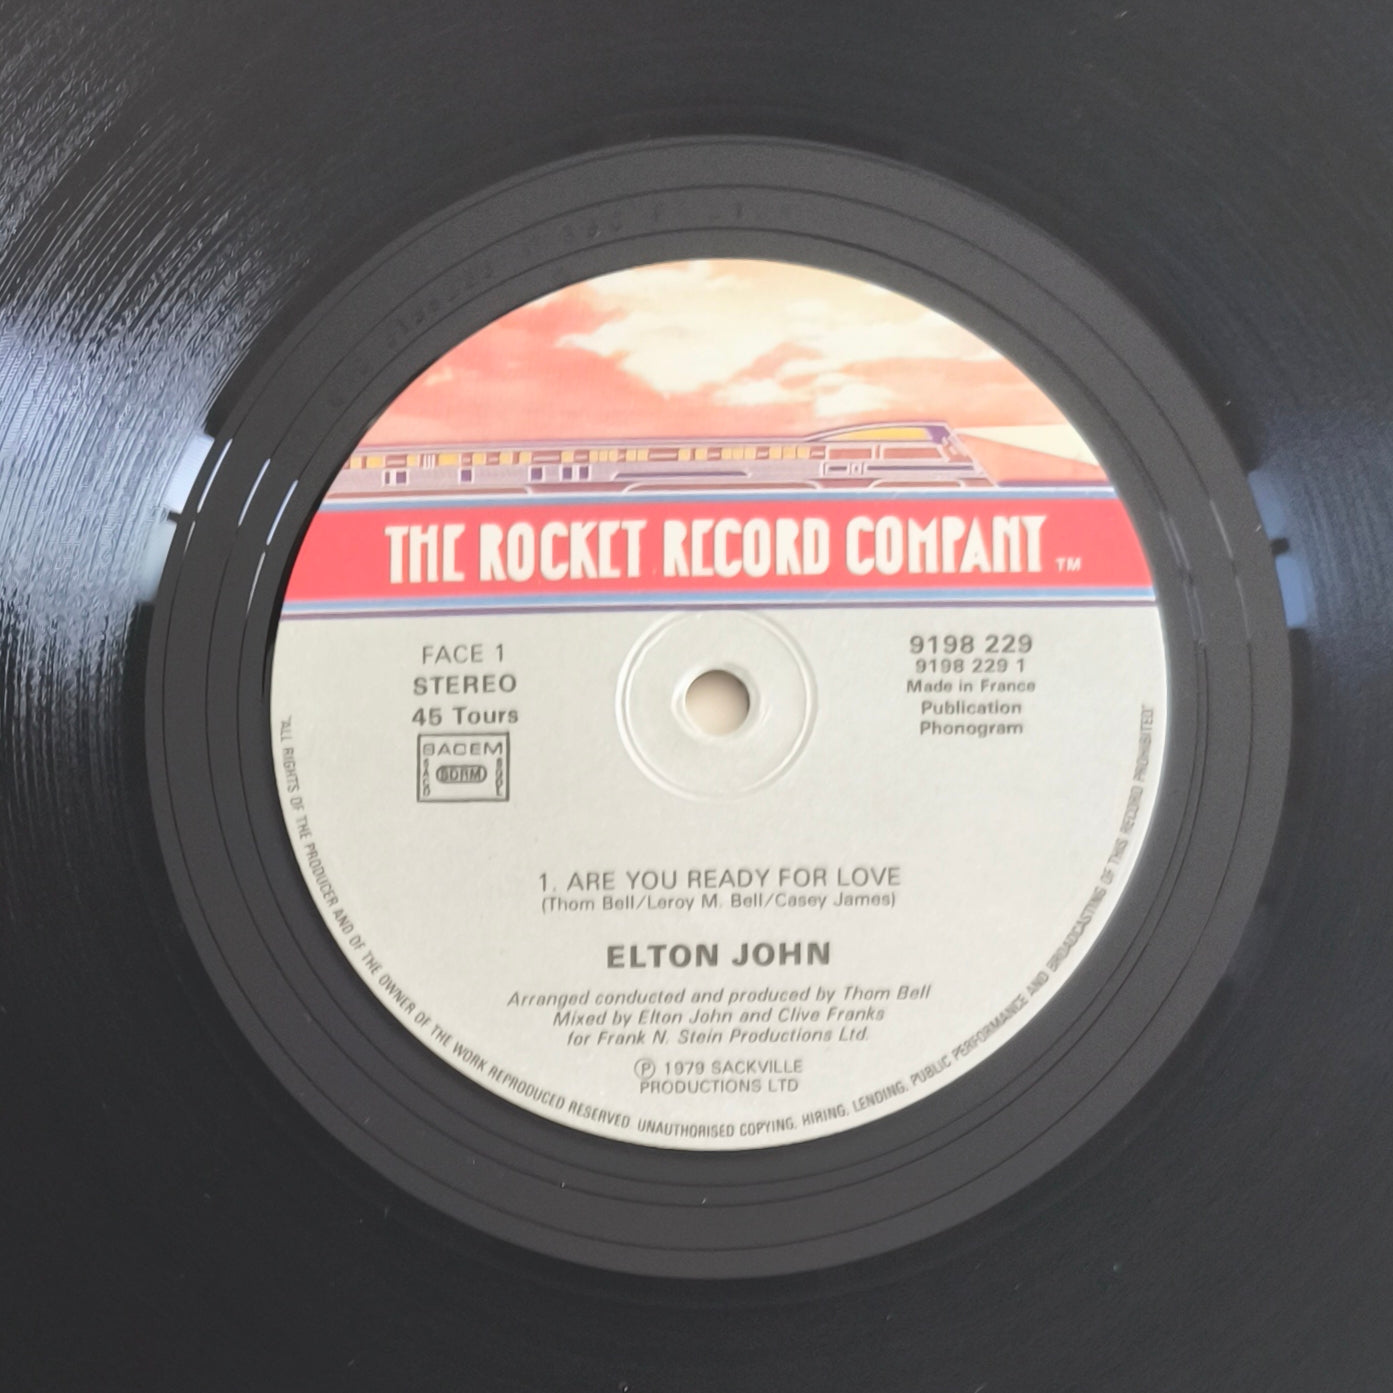 THE ROCKET RECORD COMPANY ™
FACE 1
STEREO
45 Tours
SACEM
SACD
SDRM
SGDL
9198 229
9198 229 1
Made in France
Publication
Phonogram
1. ARE YOU READY FOR LOVE
(Thom Bell/Leroy M. Bell/Casey James)
ELTON JOHN
Arranged conducted and produced by Thom Bell
Mixed by Elton John and Clive Franks
for Frank N. Stein Productions Ltd.
Ⓟ 1979 SACKVILLE
PRODUCTIONS LTD
"ALL RIGHTS OF THE PRODUCER AND OF THE OWNER OF THE WORK REPRODUCED RESERVED. UNAUTHORISED COPYING, HIRING, LENDING, PUBLIC PERFORMANCE AND BROADCASTING OF THIS RECORD PROHIBITED"